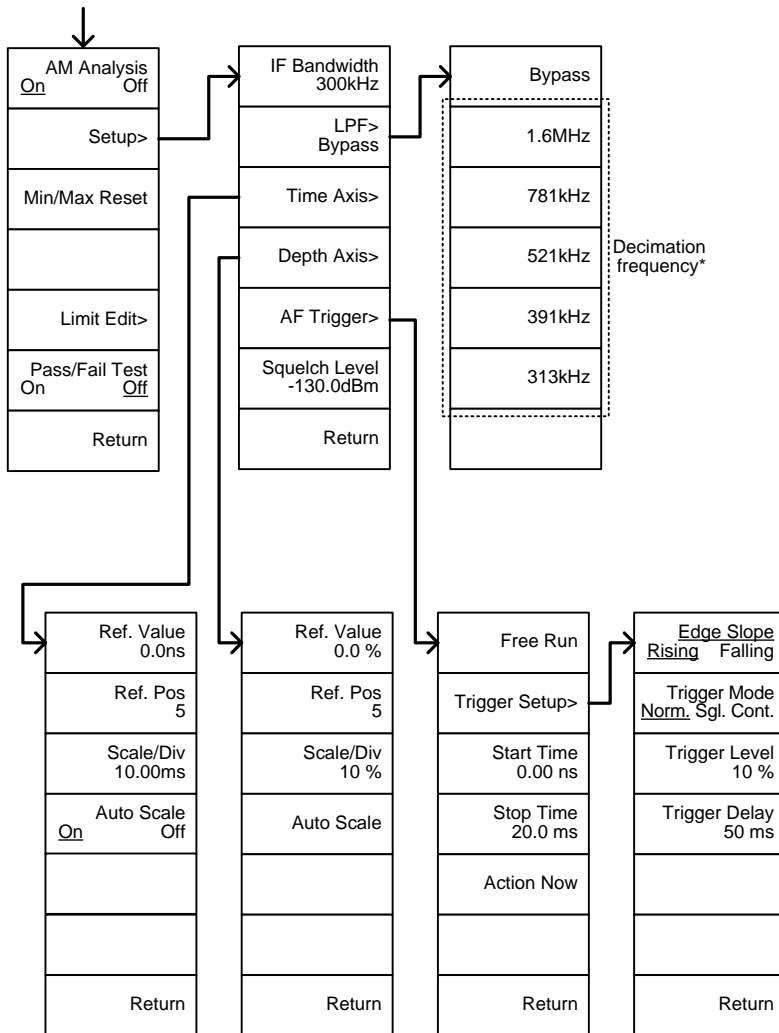 AM Analysis
On Off
Setup>
Min/Max Reset
Limit Edit>
Pass/Fail Test
On Off
Return
IF Bandwidth
300kHz
LPF>
Bypass
Time Axis>
Depth Axis>
AF Trigger>
Squelch Level
-130.0dBm
Return
Bypass
1.6MHz
781kHz
521kHz
391kHz
313kHz
Decimation
frequency*
Ref. Value
0.0ns
Ref. Pos
5
Scale/Div
10.00ms
Auto Scale
On Off
Return
Ref. Value
0.0 %
Ref. Pos
5
Scale/Div
10 %
Auto Scale
Return
Free Run
Trigger Setup>
Start Time
0.00 ns
Stop Time
20.0 ms
Action Now
Return
Edge Slope
Rising Falling
Trigger Mode
Norm. Sgl. Cont.
Trigger Level
10 %
Trigger Delay
50 ms
Return